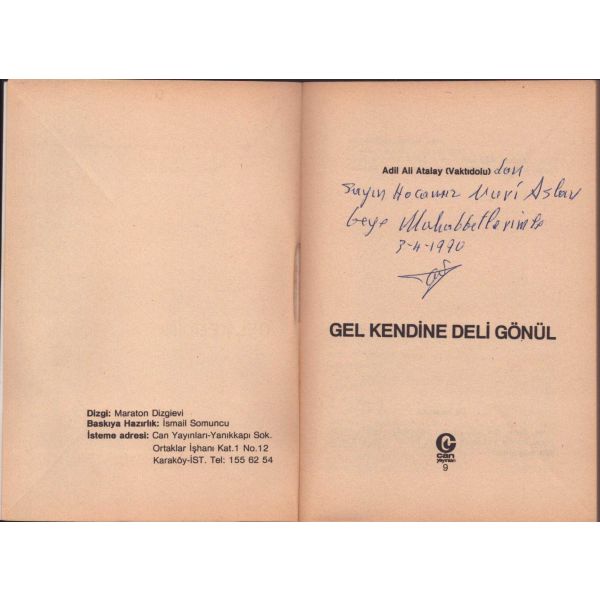 Dizgi: Maraton Dizgievi
Baskıya Hazırlık: İsmail Somuncu
İsteme adresi: Can Yayınları-Yanıkkapı Sok.
Ortaklar İşhanı Kat.1 No.12
Karaköy-İST. Tel: 155 62 54
Adil Ali Atalay (Vaktıdolu) dan
Sayın Hocamız Nuri Aslan
beye Muhabbetlerimle
3-4-1990
GEL KENDİNE DELİ GÖNÜL
can
yayınları
9